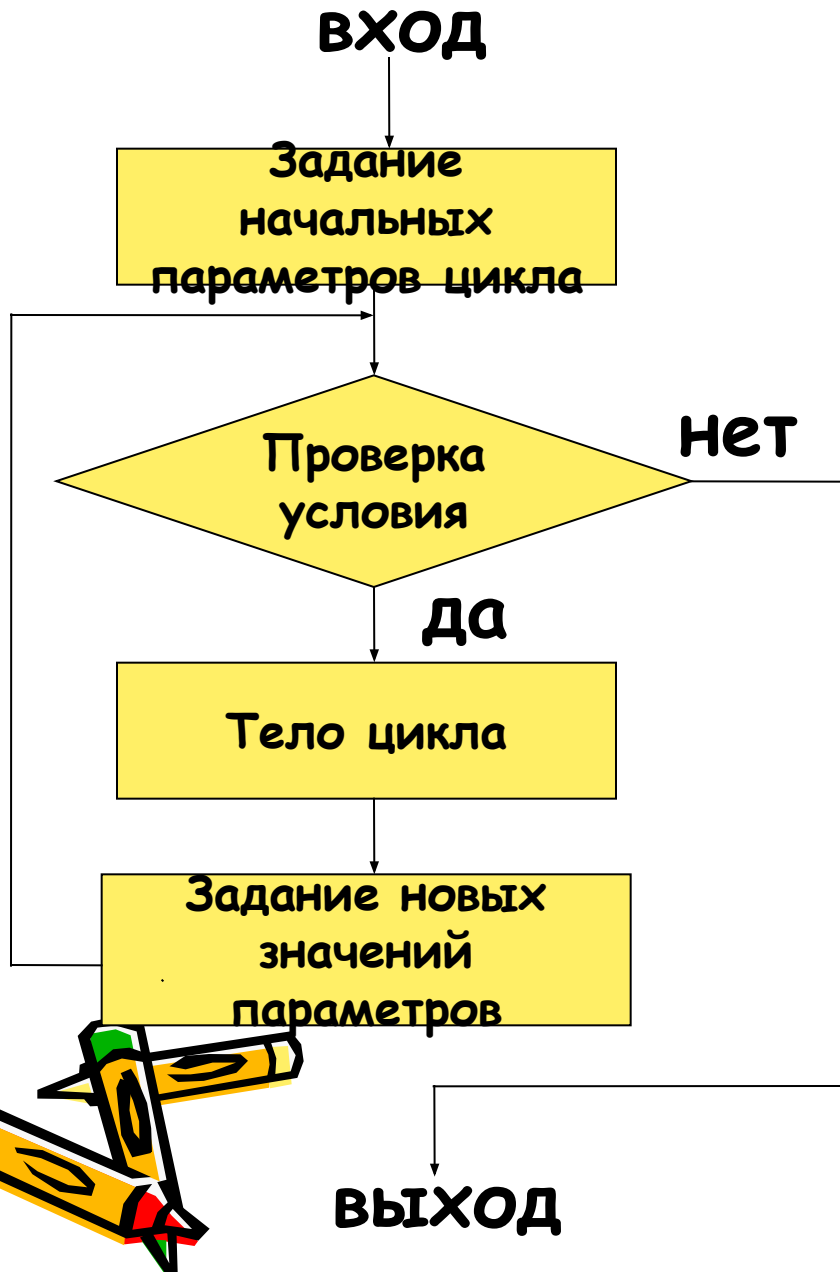 вход
Задание
начальных
параметров цикла
Проверка
условия
нет
да
Тело цикла
Задание новых
значений
параметров
выход